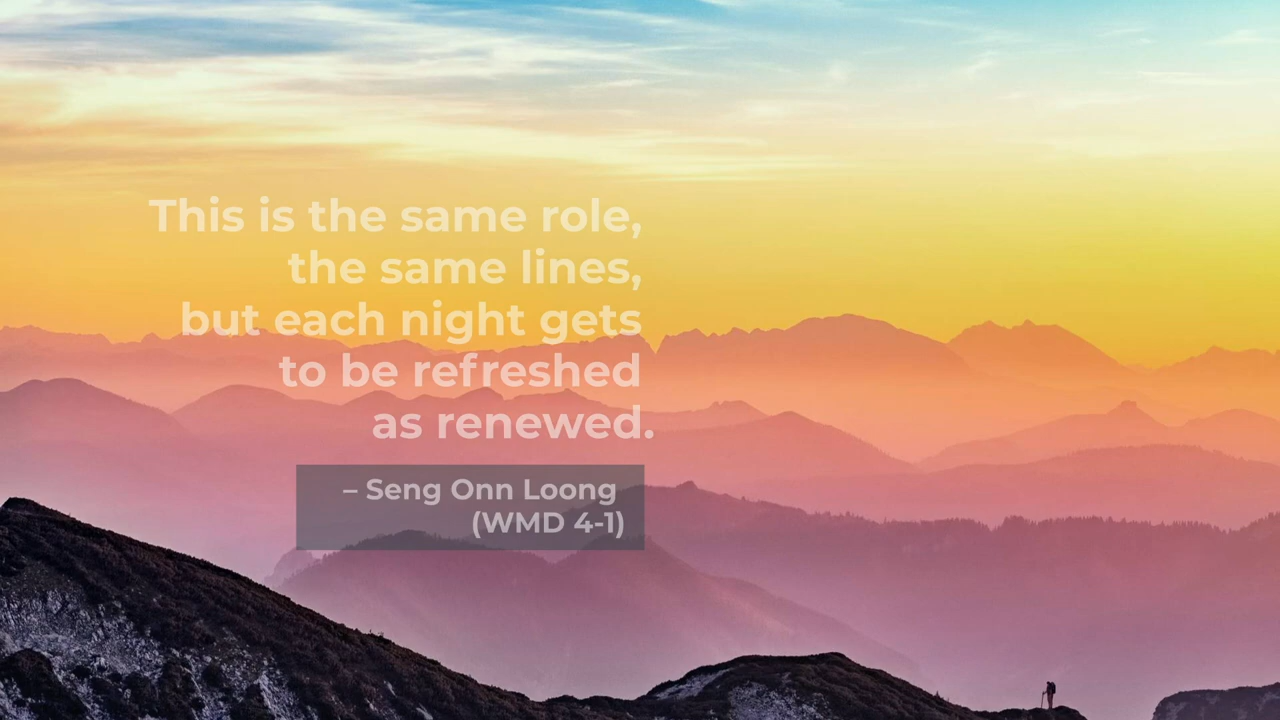 This is the same role,
the same lines,
but each night gets
to be refreshed
as renewed.
– Seng Onn Loong
(WMD 4-1)